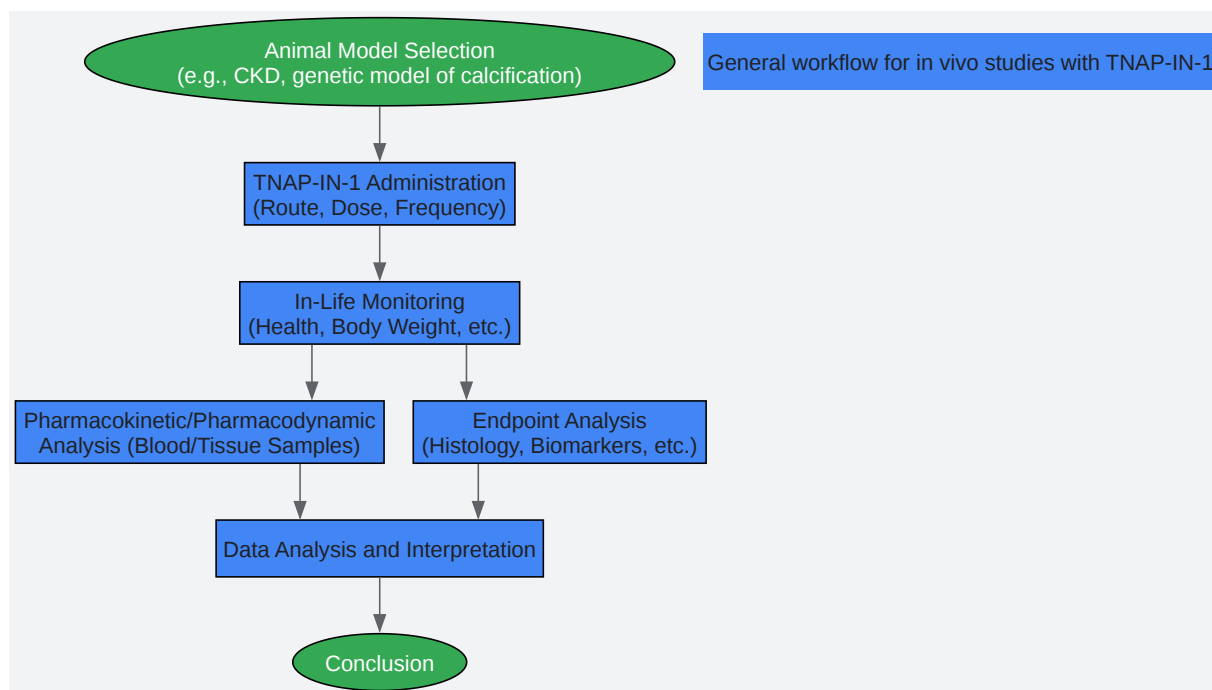 Animal Model Selection
(e.g., CKD, genetic model of calcification)
General workflow for in vivo studies with TNAP-IN-1
TNAP-IN-1 Administration
(Route, Dose, Frequency)
In-Life Monitoring
(Health, Body Weight, etc.)
Pharmacokinetic/Pharmacodynamic
Analysis (Blood/Tissue Samples)
Endpoint Analysis
(Histology, Biomarkers, etc.)
Data Analysis and Interpretation
Conclusion